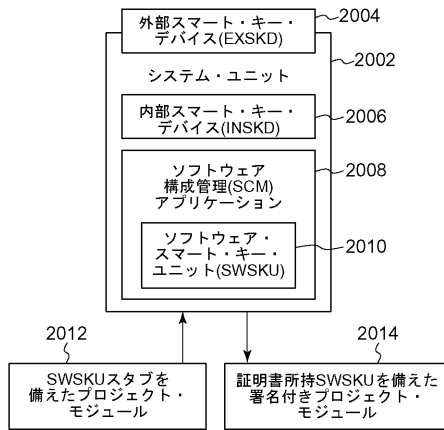 外部スマート・キー・
デバイス(EXSKD)
2004
2002
システム・ユニット
内部スマート・キー・
デバイス(INSKD)
2006
ソフトウェア
構成管理(SCM)
アプリケーション
2008
ソフトウェア・
スマート・キー・
ユニット(SWSKU)
2010
2012
SWSKUスタブを
備えたプロジェクト・
モジュール
2014
証明書所持SWSKUを備えた
署名付きプロジェクト・
モジュール